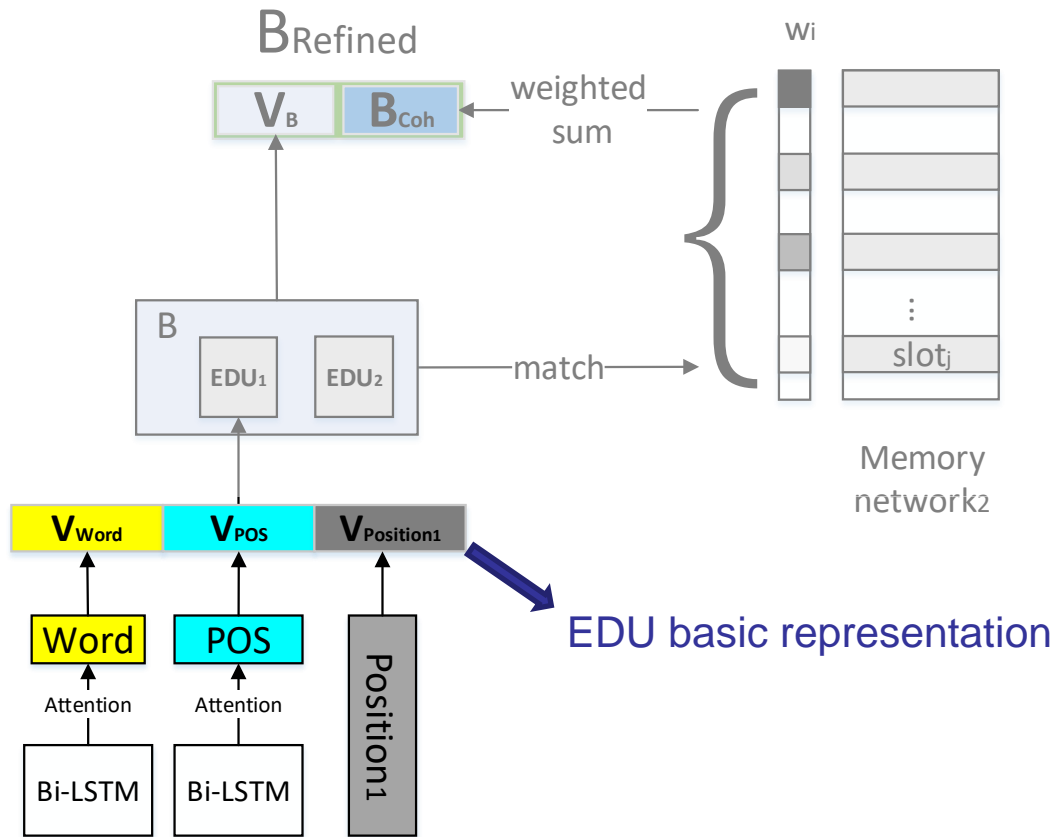 BRefined
wi
VB
BCoh
weighted
sum
B
EDU1
EDU2
match
⋮
slotj
Memory
network2
VWord
VPOS
VPosition1
EDU basic representation
Word
POS
Position1
Attention
Attention
Bi-LSTM
Bi-LSTM